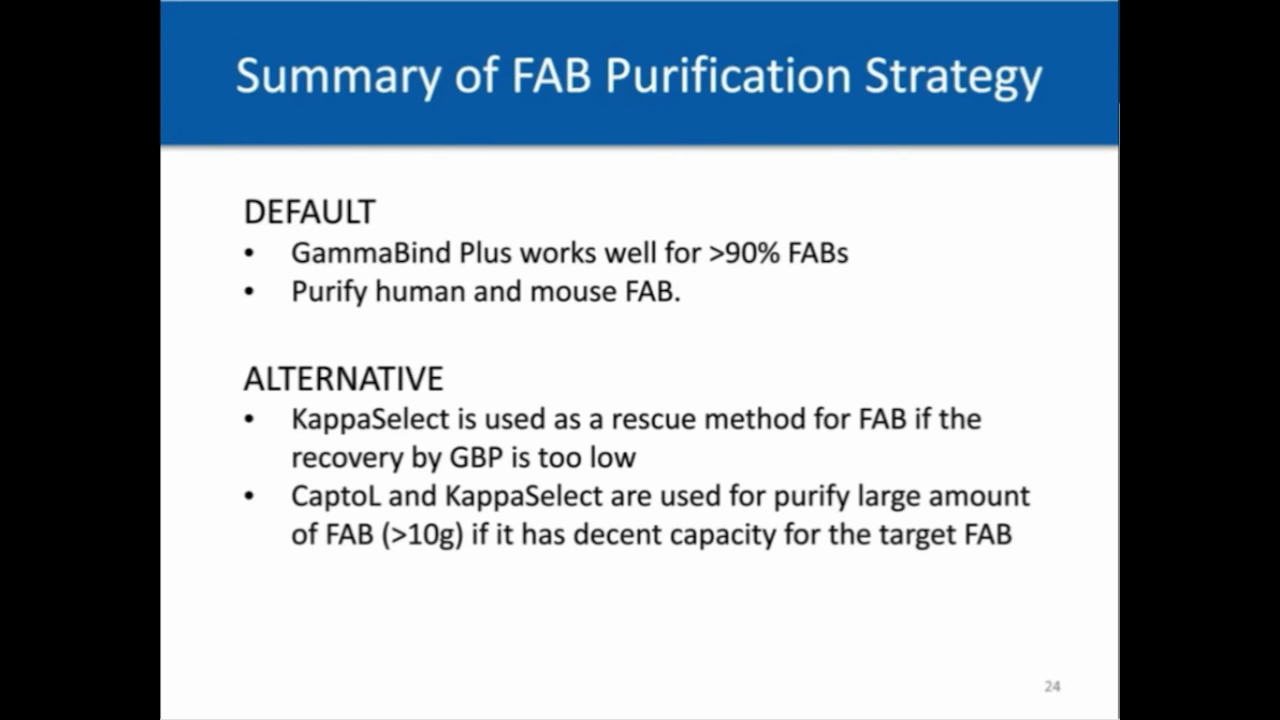 Summary of FAB Purification Strategy
DEFAULT
• GammaBind Plus works well for >90% FABs
• Purify human and mouse FAB.
ALTERNATIVE
• KappaSelect is used as a rescue method for FAB if the
recovery by GBP is too low
• CaptoL and KappaSelect are used for purify large amount
of FAB (>10g) if it has decent capacity for the target FAB
24